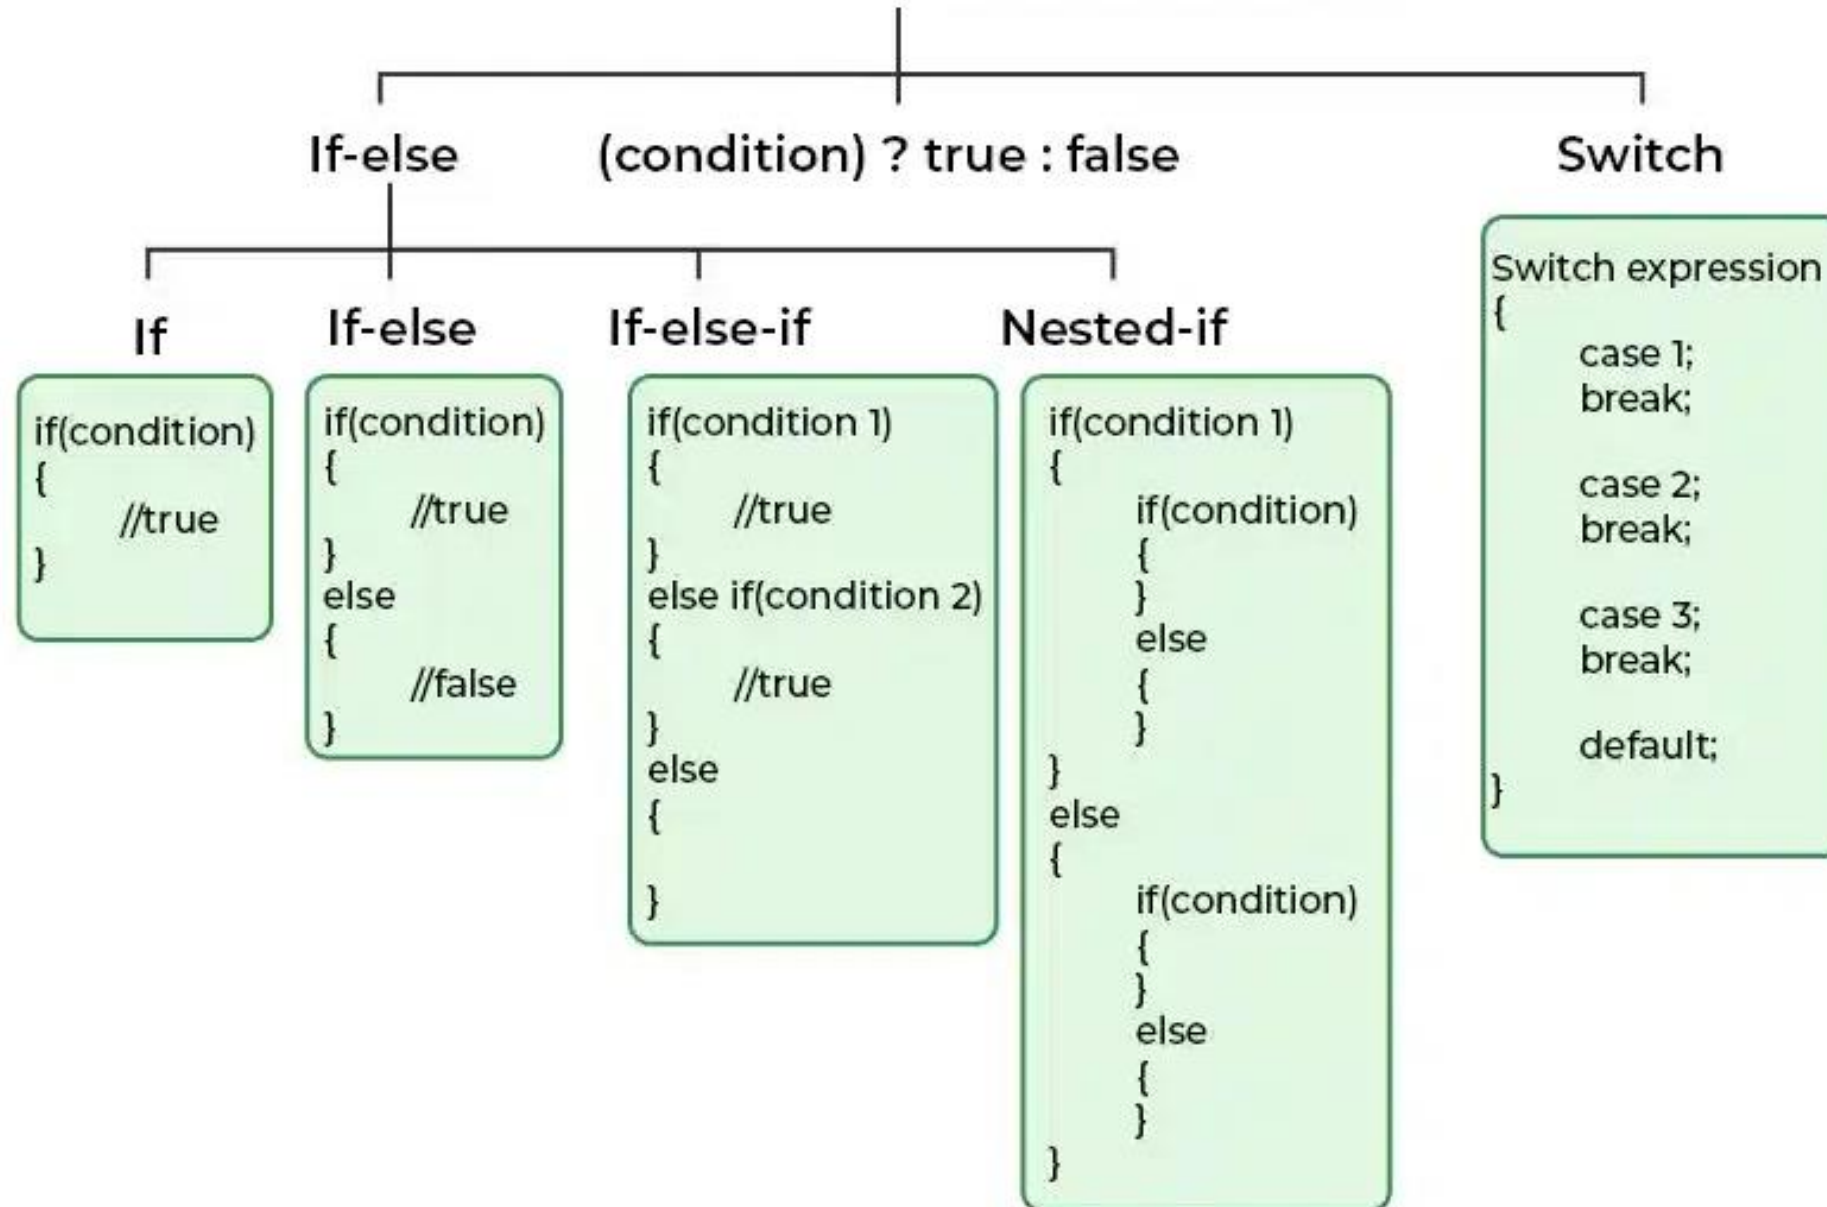 If-else
(condition) ? true : false
Switch
If
if(condition)
{
//true
}
If-else
if(condition)
{
//true
}
else
{
//false
}
If-else-if
if(condition 1)
{
//true
}
else if(condition 2)
{
//true
}
else
{
}
Nested-if
if(condition 1)
{
if(condition)
{
}
else
{
}
}
else
{
if(condition)
{
}
else
{
}
}
Switch expression
{
case 1;
break;
case 2;
break;
case 3;
break;
default;
}